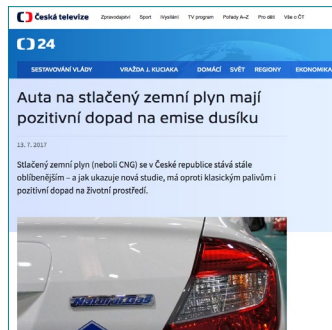 Česká televize Zpravodajství Sport iVysílání TV program Pořady A–Z Pro děti Vše o ČT
24
SESTAVOVÁNÍ VLÁDY VRAŽDA J. KUCIAKA DOMÁCÍ SVĚT REGIONY EKONOMIKA
Auta na stlačený zemní plyn mají
pozitivní dopad na emise dusíku
13. 7. 2017
Stlačený zemní plyn (neboli CNG) se v České republice stává stále
oblíbenějším – a jak ukazuje nová studie, má oproti klasickým palivům i
pozitivní dopad na životní prostředí.
Natural Gas